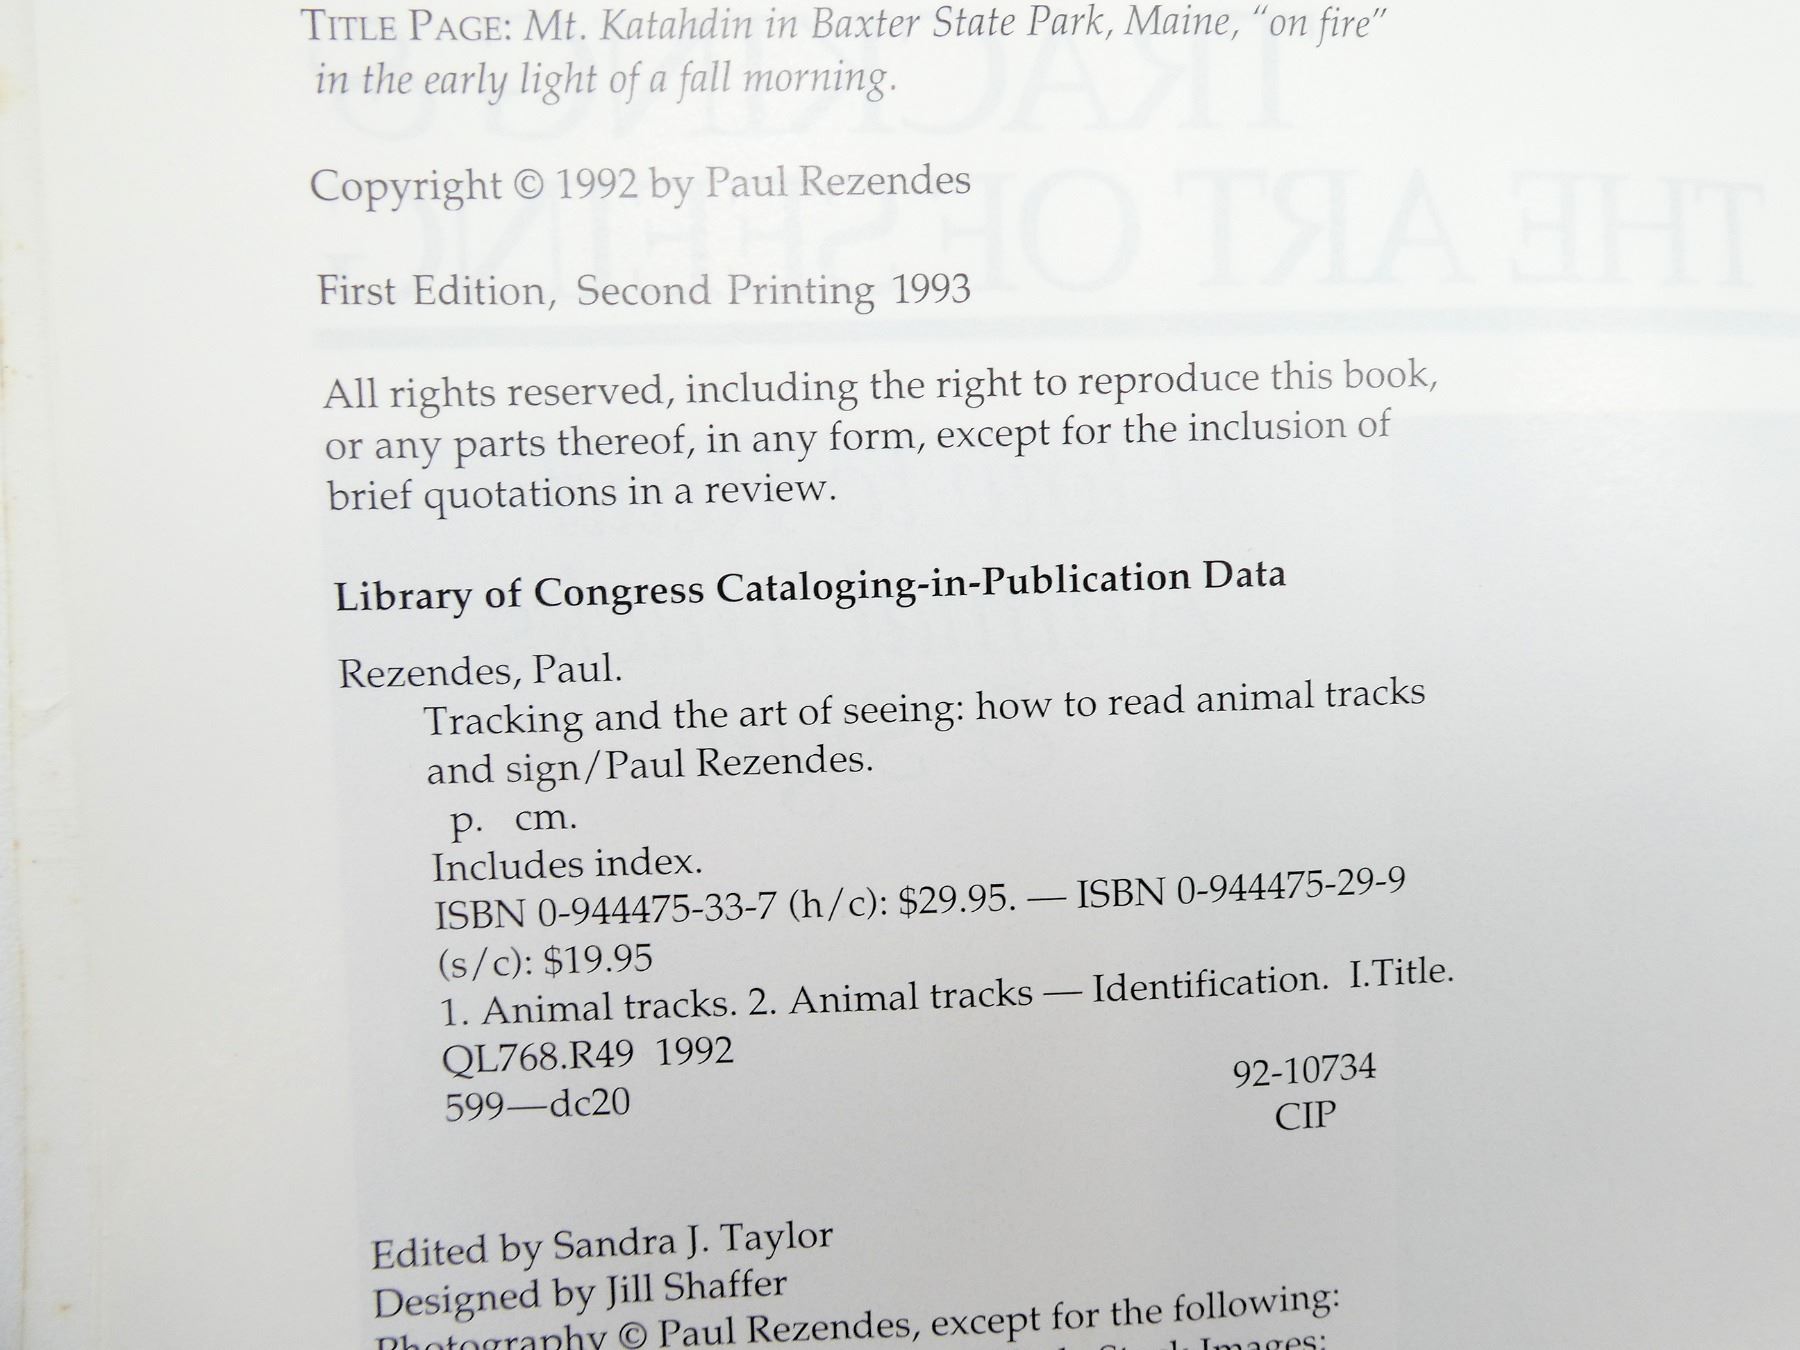 TITLE PAGE: Mt. Katahdin in Baxter State Park, Maine, "on fire"
in the early light of a fall morning.
Copyright © 1992 by Paul Rezendes
First Edition, Second Printing 1993
All rights reserved, including the right to reproduce this book,
or any parts thereof, in any form, except for the inclusion of
brief quotations in a review.
Library of Congress Cataloging-in-Publication Data
Rezendes, Paul.
Tracking and the art of seeing: how to read animal tracks
and sign/Paul Rezendes.
p. cm.
Includes index.
ISBN 0-944475-33-7 (h/c): $29.95. — ISBN 0-944475-29-9
(s/c): $19.95
1. Animal tracks. 2. Animal tracks — Identification. I.Title.
QL768.R49 1992
92-10734
599—dc20
CIP
Edited by Sandra J. Taylor
Designed by Jill Shaffer
Photography © Paul Rezendes, except for the following:
Stock Images: